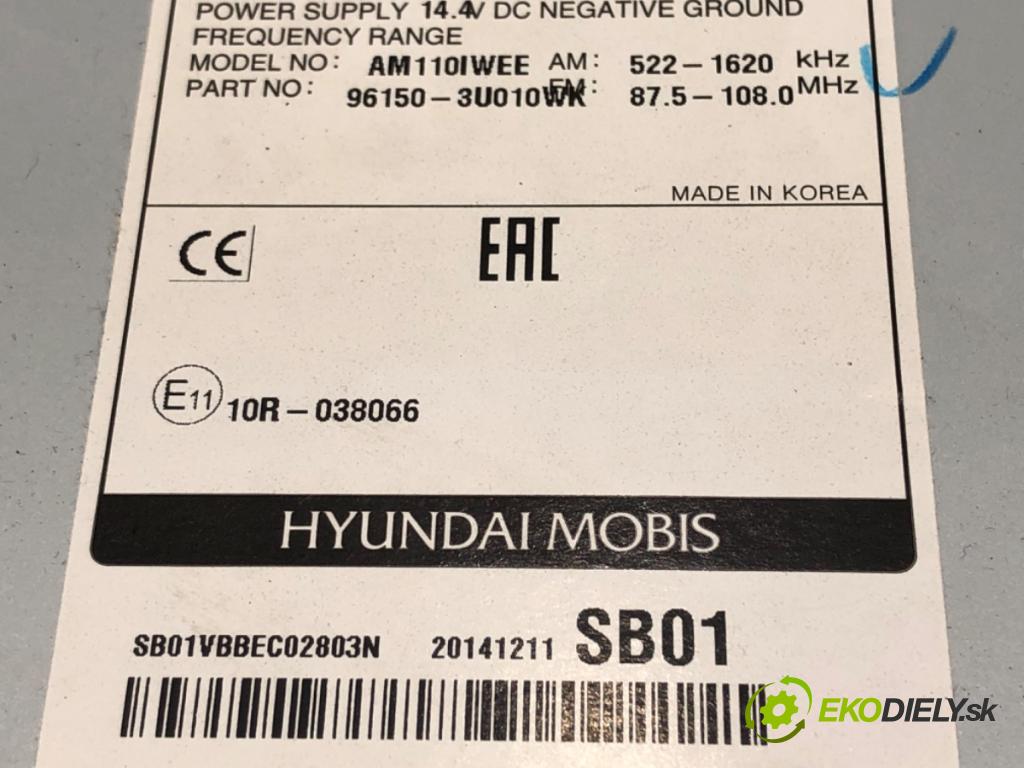 POWER SUPPLY 14.4V DC NEGATIVE GROUND
FREQUENCY RANGE
MODEL NO: AM110IWEE AM: 522-1620 kHz
PART NO: 96150-3U010WK FM: 87.5-108.0 MHz
MADE IN KOREA
CE EAC
E11 10R-038066
HYUNDAI MOBIS
SB01VBBEC02803N 20141211 SB01
EKODIELY.sk